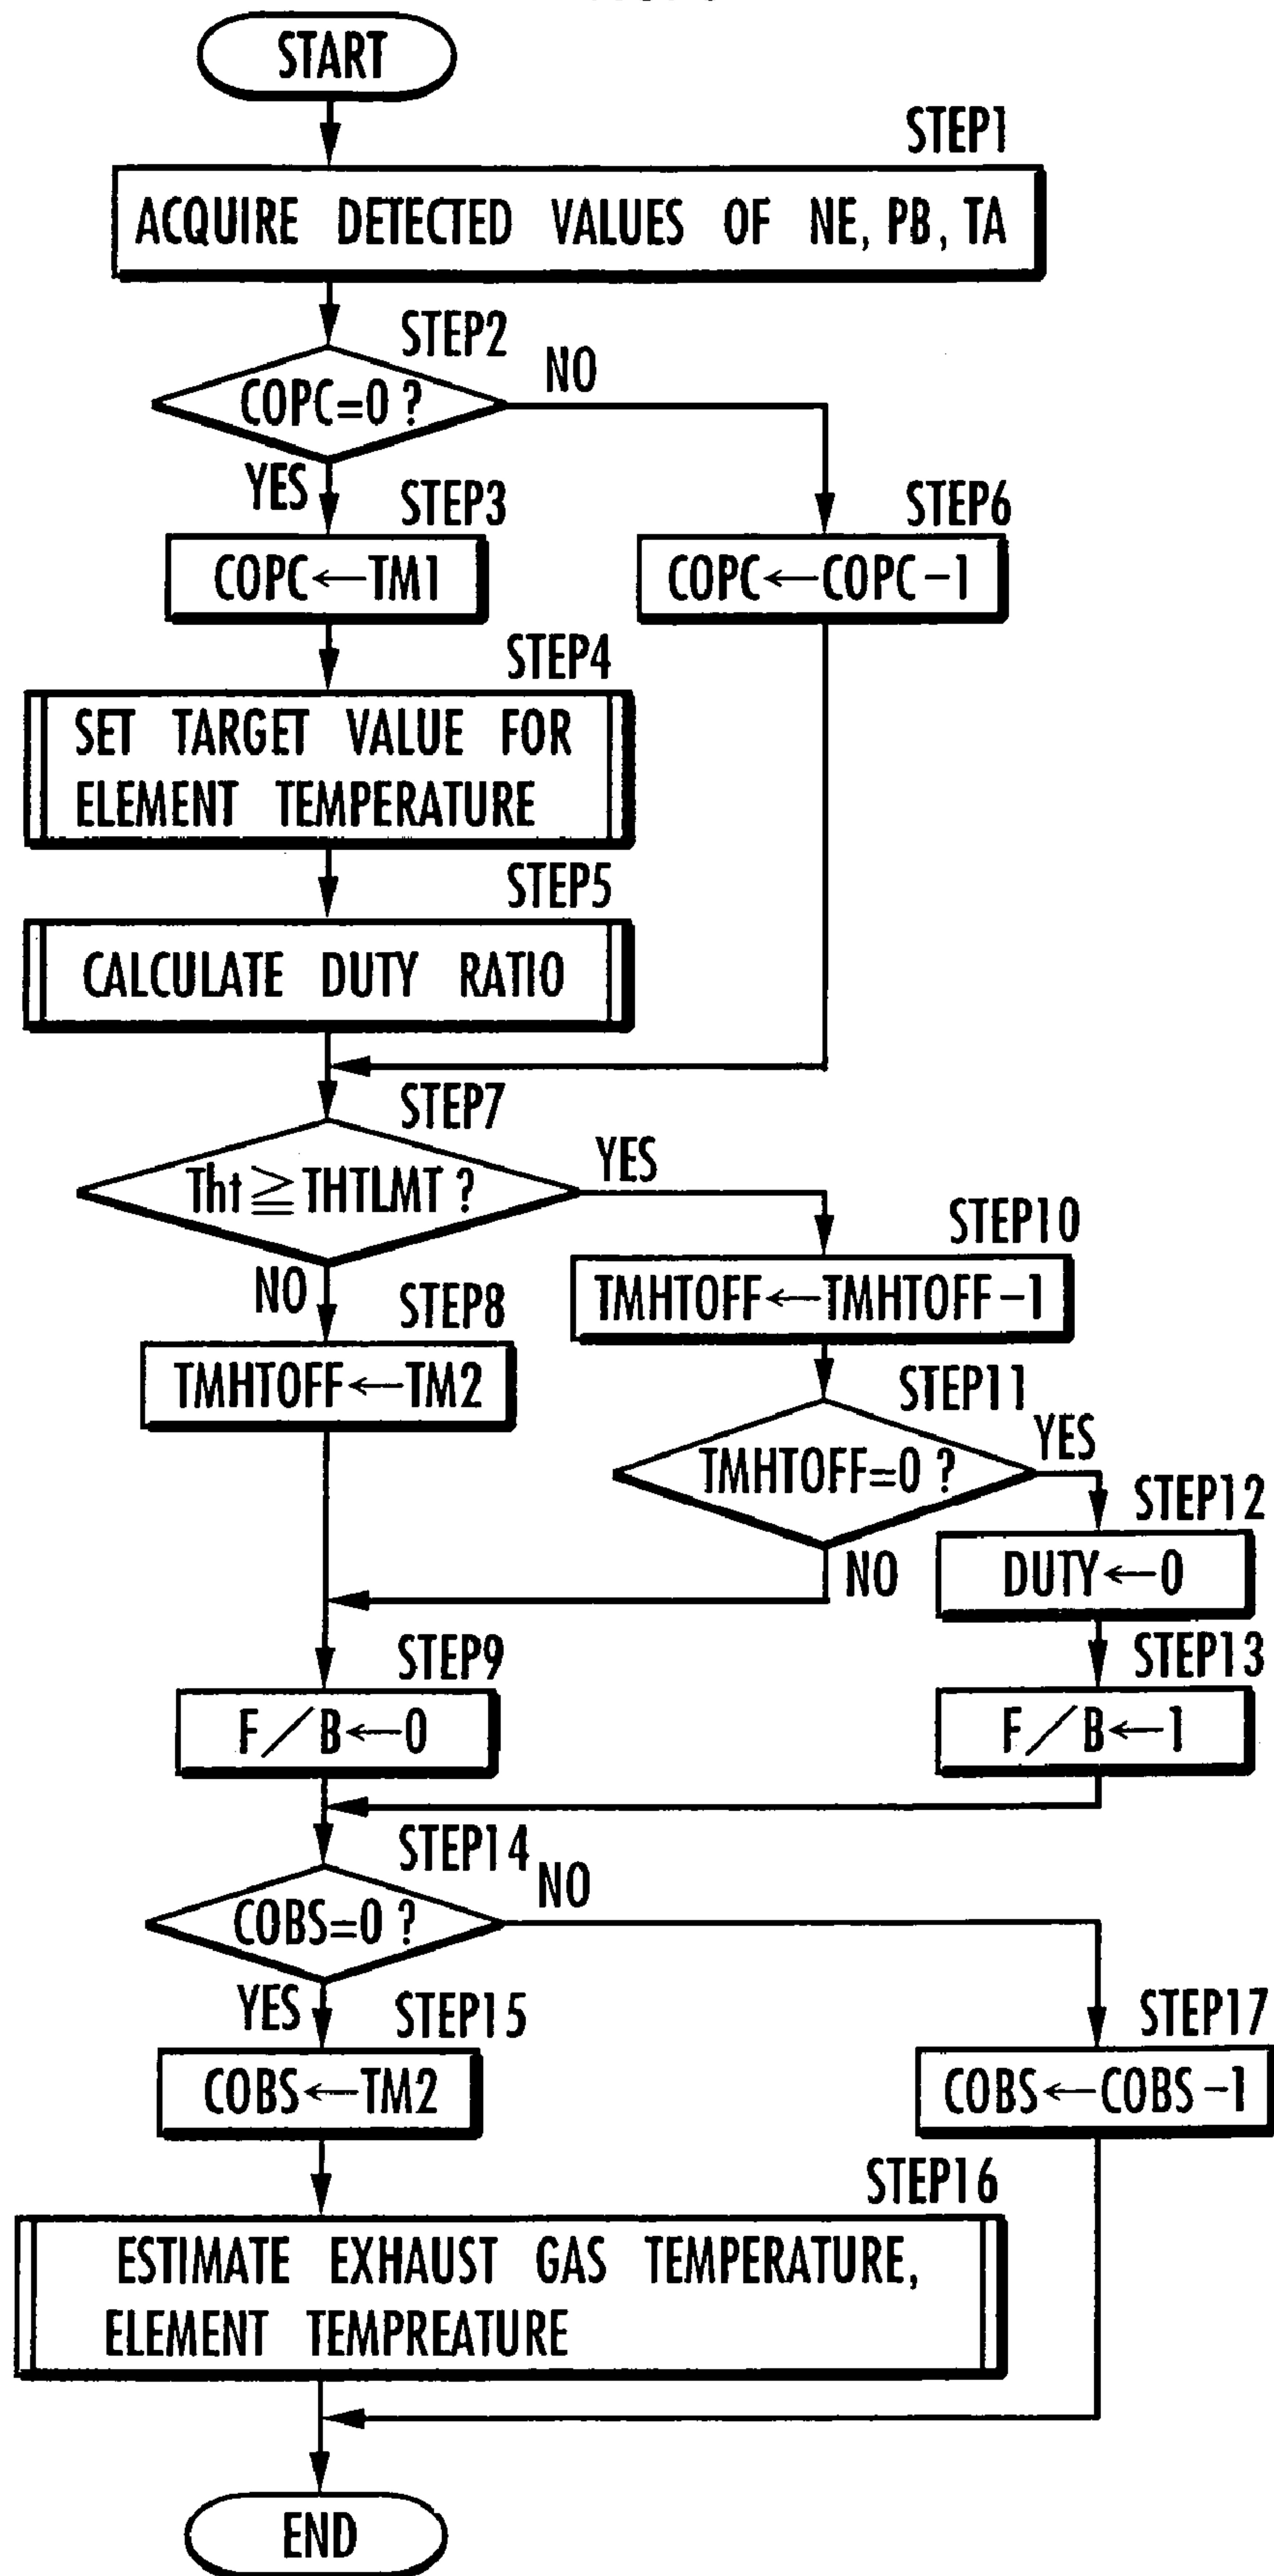 START
STEP1
ACQUIRE DETECTED VALUES OF NE, PB, TA
STEP2
COPC=0 ?
NO
YES
STEP3
COPC←TM1
STEP6
COPC←COPC-1
STEP4
SET TARGET VALUE FOR
ELEMENT TEMPERATURE
STEP5
CALCULATE DUTY RATIO
STEP7
Tht≧THTLMT ?
YES
NO
STEP8
TMHTOFF←TM2
STEP10
TMHTOFF←TMHTOFF-1
STEP11
TMHTOFF=0 ?
YES
NO
STEP12
DUTY←0
STEP13
F/B←1
STEP9
F/B←0
STEP14
COBS=0 ?
NO
YES
STEP15
COBS←TM2
STEP17
COBS←COBS-1
STEP16
ESTIMATE EXHAUST GAS TEMPERATURE,
ELEMENT TEMPREATURE
END